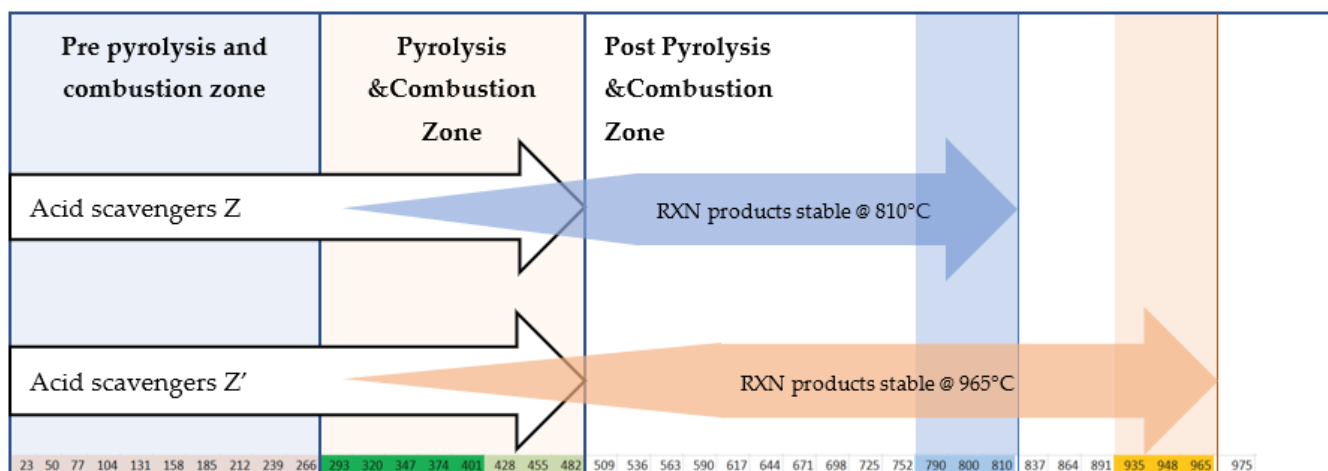 Pre pyrolysis and
combustion zone
Pyrolysis
&Combustion
Zone
Post Pyrolysis
&Combustion
Zone
Acid scavengers Z
RXN products stable @ 810°C
Acid scavengers Z’
RXN products stable @ 965°C
23 50 77 104 131 158 185 212 239 266 293 320 347 374 401 428 455 482 509 536 563 590 617 644 671 698 725 752 790 800 810 837 864 891 935 948 965 975